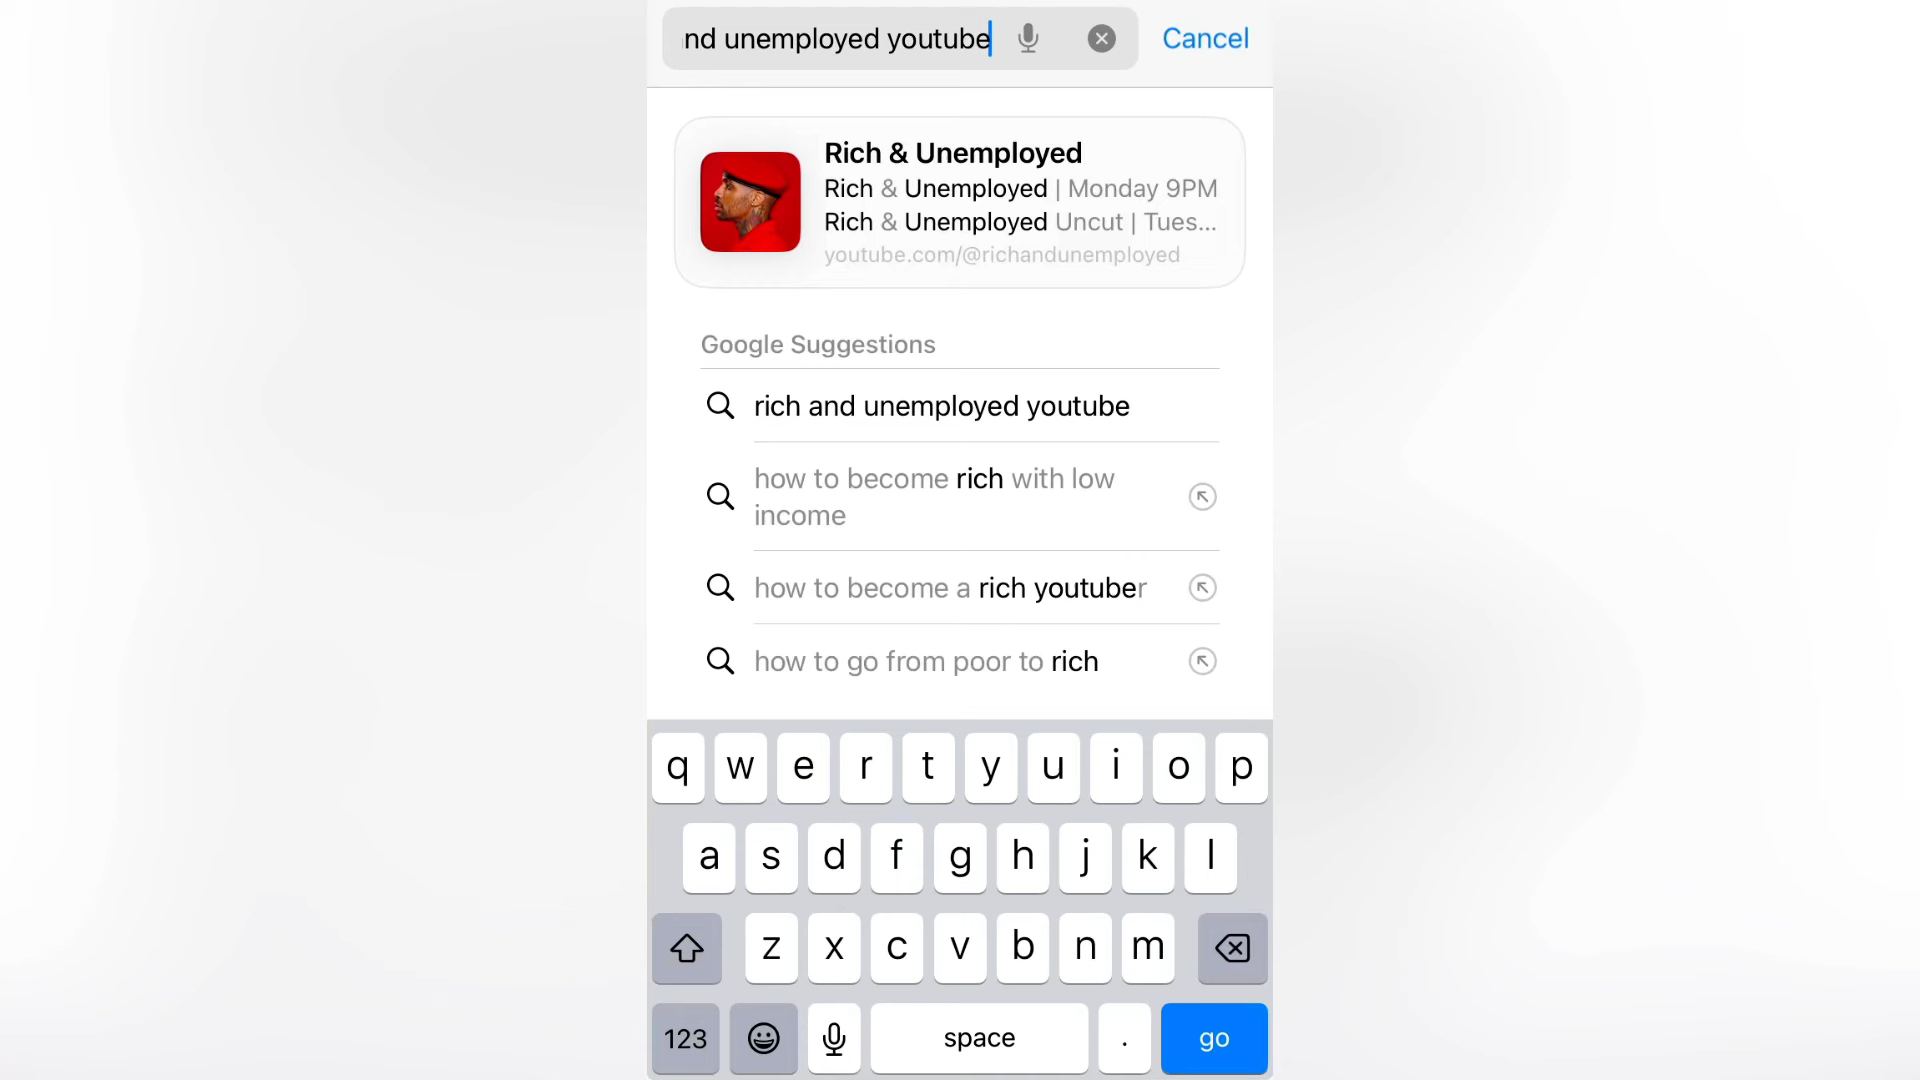 nd unemployed youtube
Cancel
Rich & Unemployed
Rich & Unemployed | Monday 9PM
Rich & Unemployed Uncut | Tues...
youtube.com/@richandunemployed
Google Suggestions
rich and unemployed youtube
how to become rich with low
income
how to become a rich youtuber
how to go from poor to rich
q w e r t y u i o p
a s d f g h j k l
z x c v b n m
123 space . go